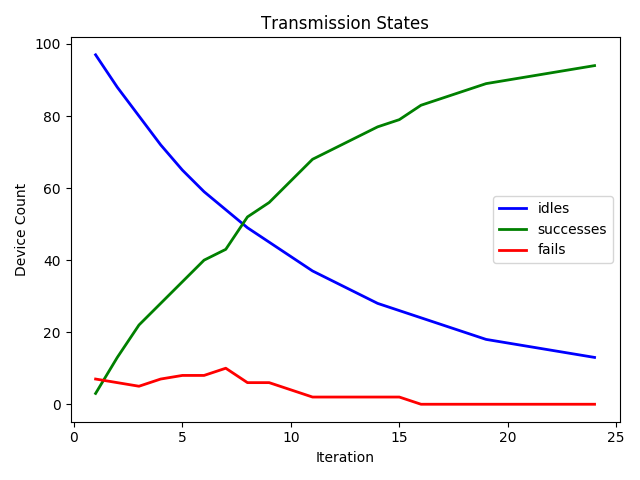 Transmission States
Device Count
100
80
60
40
20
0
idles
successes
fails
0 5 10 15 20 25
Iteration